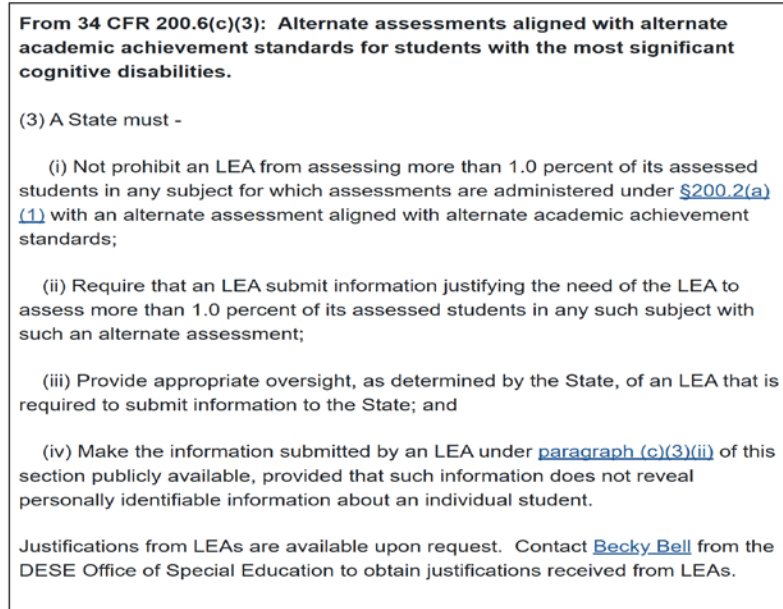 From 34 CFR 200.6(c)(3):  Alternate assessments aligned with alternate
academic achievement standards for students with the most significant
cognitive disabilities.
(3) A State must -
(i) Not prohibit an LEA from assessing more than 1.0 percent of its assessed
students in any subject for which assessments are administered under §200.2(a)
(1) with an alternate assessment aligned with alternate academic achievement
standards;
(ii) Require that an LEA submit information justifying the need of the LEA to
assess more than 1.0 percent of its assessed students in any such subject with
such an alternate assessment;
(iii) Provide appropriate oversight, as determined by the State, of an LEA that is
required to submit information to the State; and
(iv) Make the information submitted by an LEA under paragraph (c)(3)(ii) of this
section publicly available, provided that such information does not reveal
personally identifiable information about an individual student.
Justifications from LEAs are available upon request.  Contact Becky Bell from the
DESE Office of Special Education to obtain justifications received from LEAs.